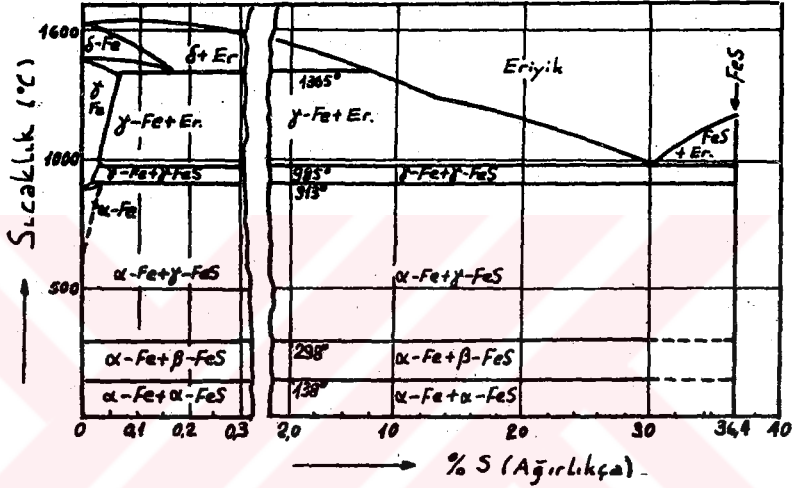 Sıcaklık (°C)
1600
1000
500
0
δ-Fe
δ+Er
γ
Fe
γ-Fe+Er.
γ-Fe+γ-FeS
α-Fe
α-Fe+γ-FeS
α-Fe+β-FeS
α-Fe+α-FeS
1365°
γ-Fe+Er.
985°
913°
298°
138°
Eriyik
FeS
FeS
+ Er.
γ-Fe+γ-FeS
α-Fe+γ-FeS
α-Fe+β-FeS
α-Fe+α-FeS
0,1 0,2 0,3 2,0 10 20 30 36,4 40
% S (Ağırlıkça)